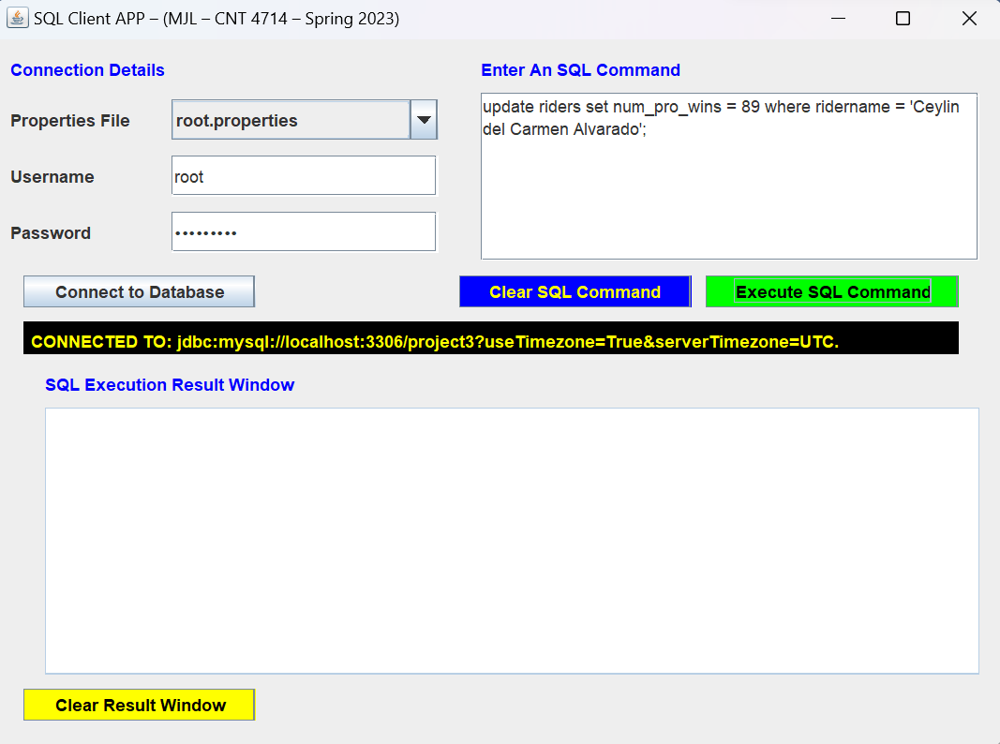 SQL Client APP – (MJL – CNT 4714 – Spring 2023)
Connection Details
Properties File
root.properties
Username
root
Password
•••••••••
Connect to Database
Enter An SQL Command
update riders set num_pro_wins = 89 where ridername = 'Ceylin
del Carmen Alvarado';
Clear SQL Command
Execute SQL Command
CONNECTED TO: jdbc:mysql://localhost:3306/project3?useTimezone=True&serverTimezone=UTC.
SQL Execution Result Window
Clear Result Window